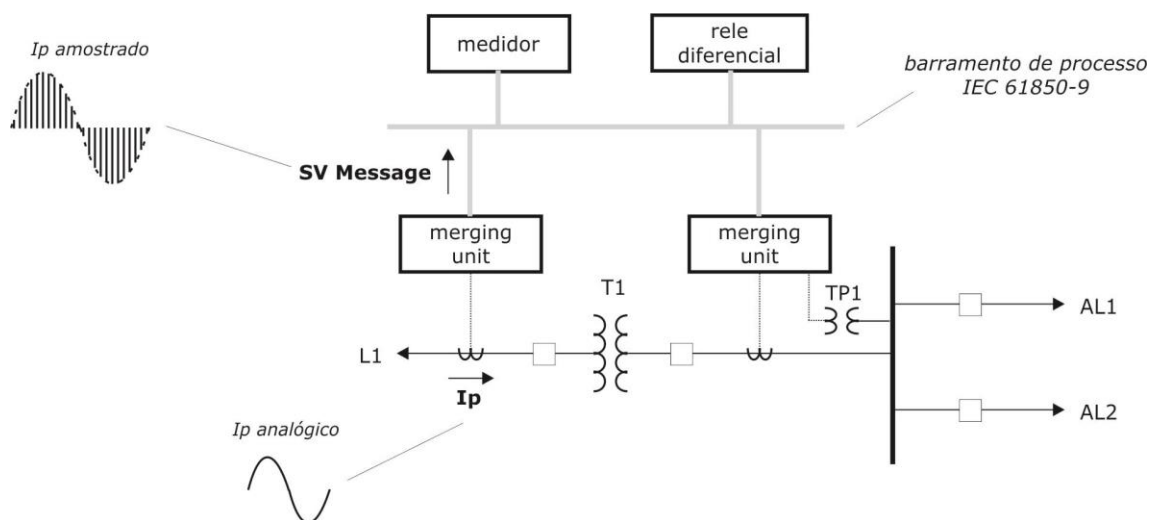 Ip amostrado
medidor
rele
diferencial
barramento de processo
IEC 61850-9
SV Message
merging
unit
merging
unit
T1
TP1
AL1
L1
Ip
AL2
Ip analógico